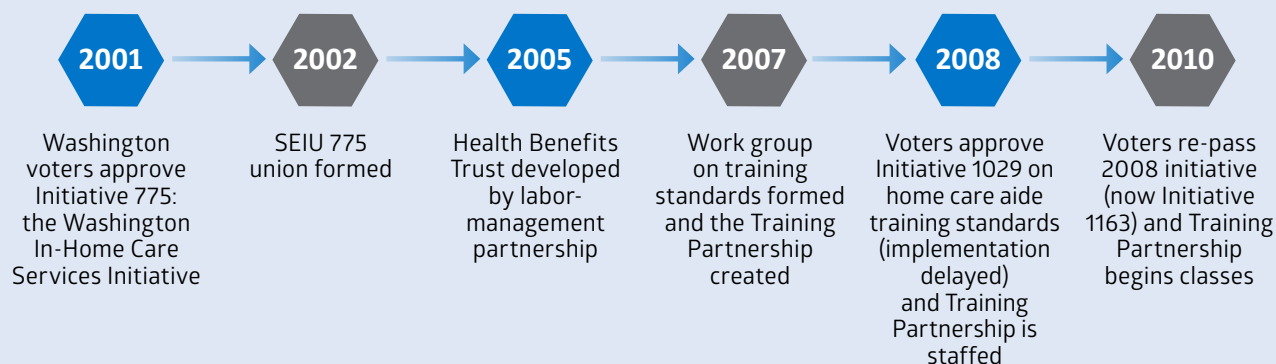 2001
Washington
voters approve
Initiative 775:
the Washington
In-Home Care
Services Initiative
2002
SEIU 775
union formed
2005
Health Benefits
Trust developed
by labor-
management
partnership
2007
Work group
on training
standards formed
and the Training
Partnership
created
2008
Voters approve
Initiative 1029 on
home care aide
training standards
(implementation
delayed)
and Training
Partnership is
staffed
2010
Voters re-pass
2008 initiative
(now Initiative
1163) and Training
Partnership
begins classes